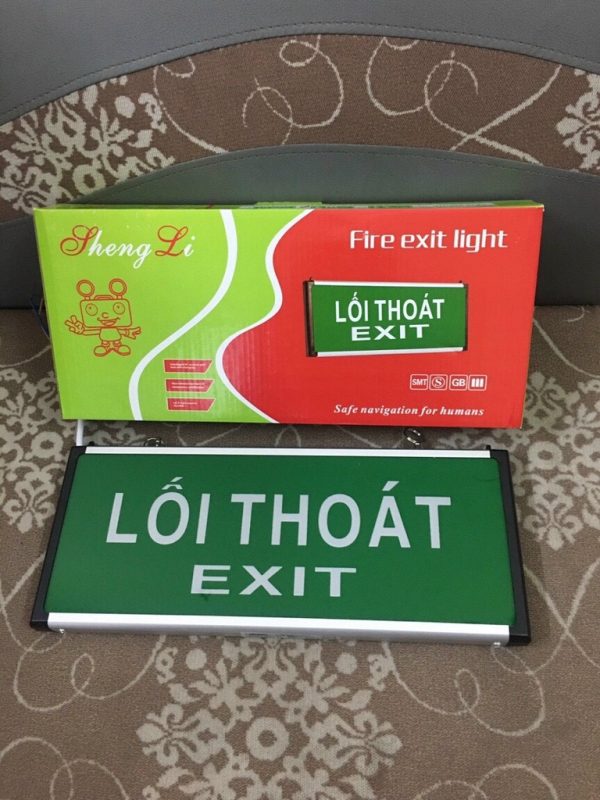 Sheng Li
Fire exit light
LỐI THOÁT
EXIT
SMT S GB
Safe navigation for humans
LỐI THOÁT
EXIT